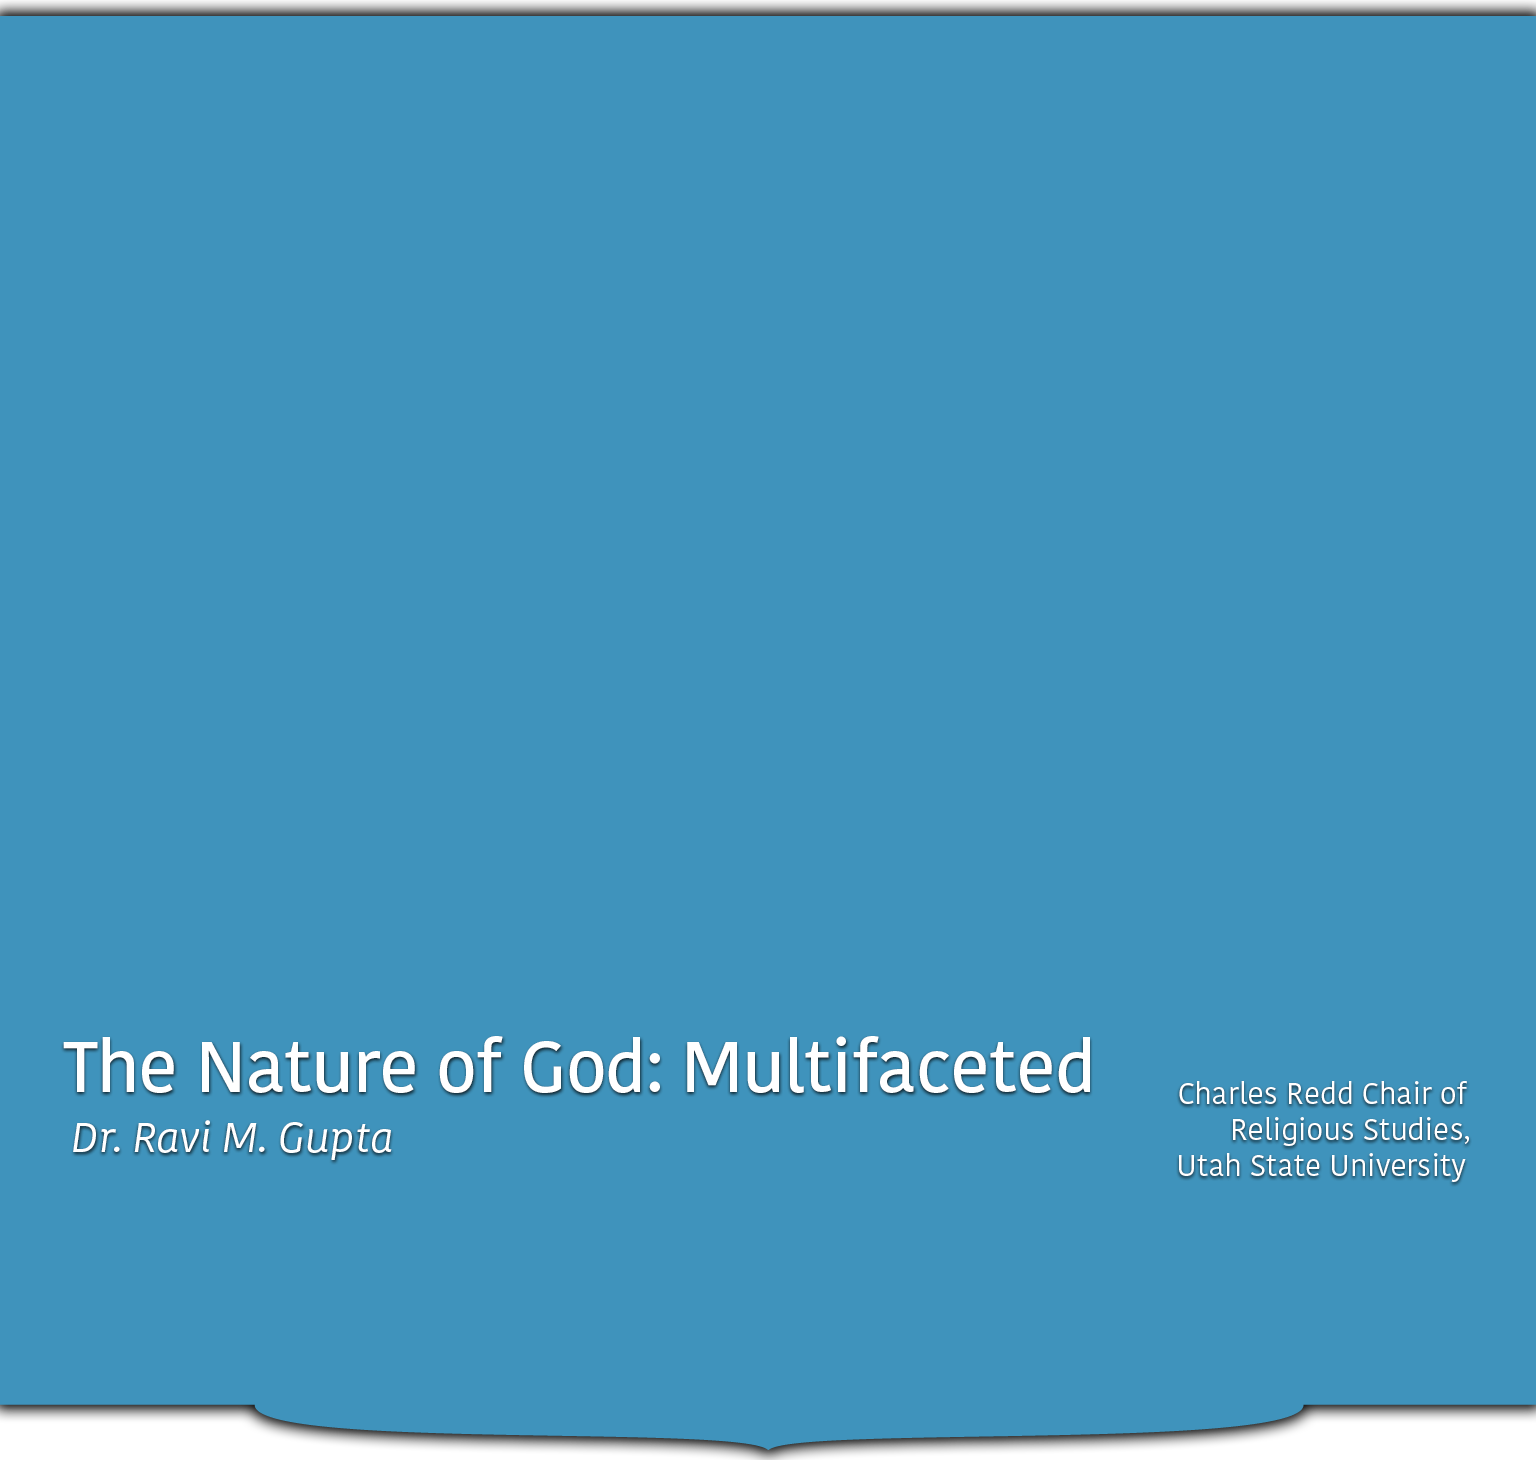 The Nature of God: Multifaceted
Dr. Ravi M. Gupta
Charles Redd Chair of
Religious Studies,
Utah State University